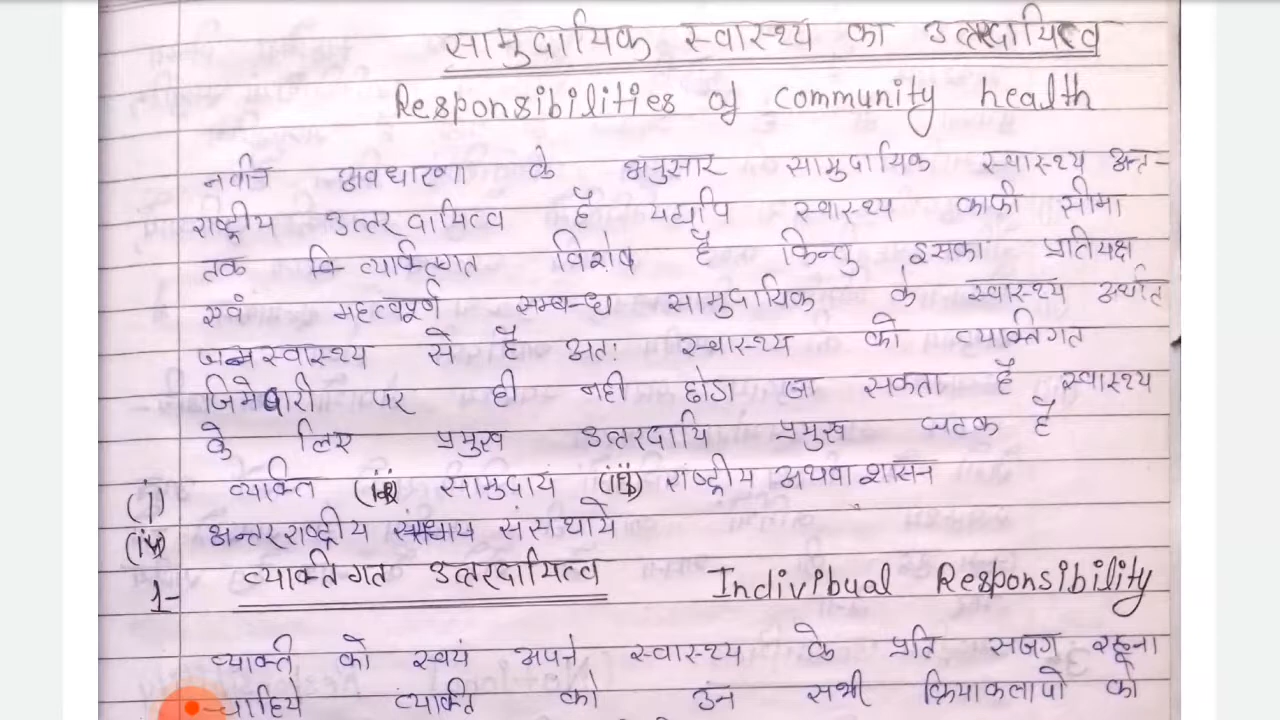 सामुदायिक स्वास्थ्य का उत्तरदायित्व
Responsibilities of community health
नवीन अवधारणा के अनुसार सामुदायिक स्वास्थ्य अन्त-
राष्ट्रीय उत्तरदायित्व है यद्यपि स्वास्थ्य काफी सीमा
तक वि व्यक्तिगत विशेष है किन्तु इसका प्रतियक्ष
एवं महत्वपूर्ण सम्बन्ध सामुदायिक के स्वास्थ्य अर्थात
जन्मस्वास्थ्य से है अतः स्वास्थ्य को व्यक्तिगत
जिमेदारी पर ही नही छोडा जा सकता है स्वास्थ्य
के लिए प्रमुख उत्तरदायि प्रमुख घटक है
(i) व्यक्ति (ii) सामुदाय (iii) राष्ट्रीय अथवा शासन
(iv) अन्तरराष्ट्रीय संस्थाये
1- व्यक्तिगत उत्तरदायित्व Indivibual Responsibility
व्यक्ती को स्वयं अपने स्वास्थ्य के प्रति सजग रहना
चाहिये व्यक्ति को उन सभी क्रियाकलापो को